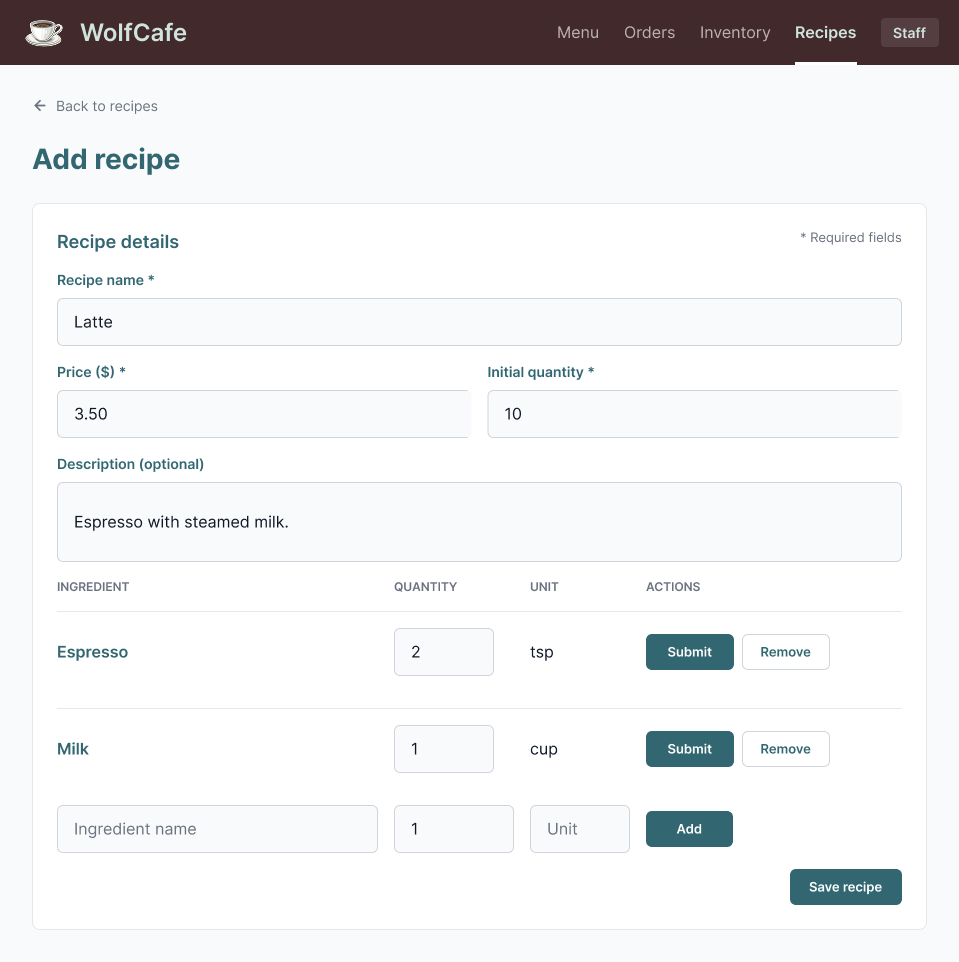 WolfCafe
Menu Orders Inventory Recipes Staff
Back to recipes
Add recipe
Recipe details
* Required fields
Recipe name *
Latte
Price ($) * Initial quantity *
3.50 10
Description (optional)
Espresso with steamed milk.
INGREDIENT QUANTITY UNIT ACTIONS
Espresso 2 tsp Submit Remove
Milk 1 cup Submit Remove
Ingredient name 1 Unit Add
Save recipe